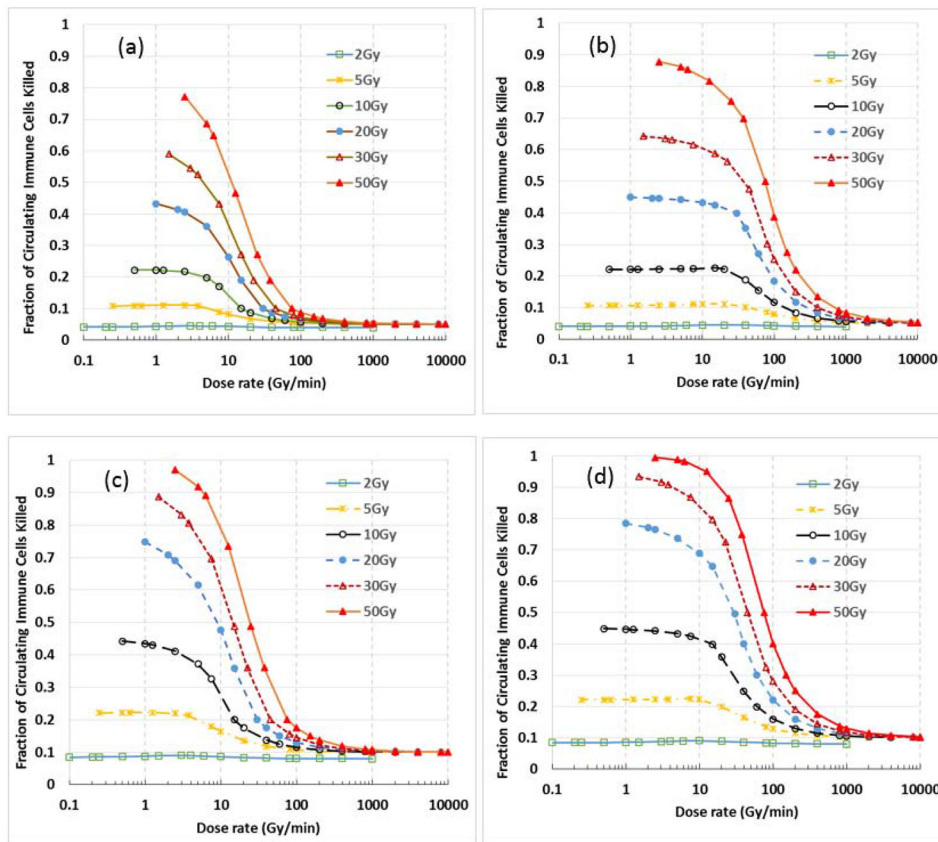 (a)
Fraction of Circulating Immune Cells Killed
1
0.9
0.8
0.7
0.6
0.5
0.4
0.3
0.2
0.1
0
0.1
1
10
100
1000
10000
Dose rate (Gy/min)
2Gy
5Gy
10Gy
20Gy
30Gy
50Gy
(b)
Fraction of Circulating Immune Cells Killed
1
0.9
0.8
0.7
0.6
0.5
0.4
0.3
0.2
0.1
0
0.1
1
10
100
1000
10000
Dose rate (Gy/min)
2Gy
5Gy
10Gy
20Gy
30Gy
50Gy
(c)
Fraction of Circulating Immune Cells Killed
1
0.9
0.8
0.7
0.6
0.5
0.4
0.3
0.2
0.1
0
0.1
1
10
100
1000
10000
Dose rate (Gy/min)
2Gy
5Gy
10Gy
20Gy
30Gy
50Gy
(d)
Fraction of Circulating Immune Cells Killed
1
0.9
0.8
0.7
0.6
0.5
0.4
0.3
0.2
0.1
0
0.1
1
10
100
1000
10000
Dose rate (Gy/min)
2Gy
5Gy
10Gy
20Gy
30Gy
50Gy